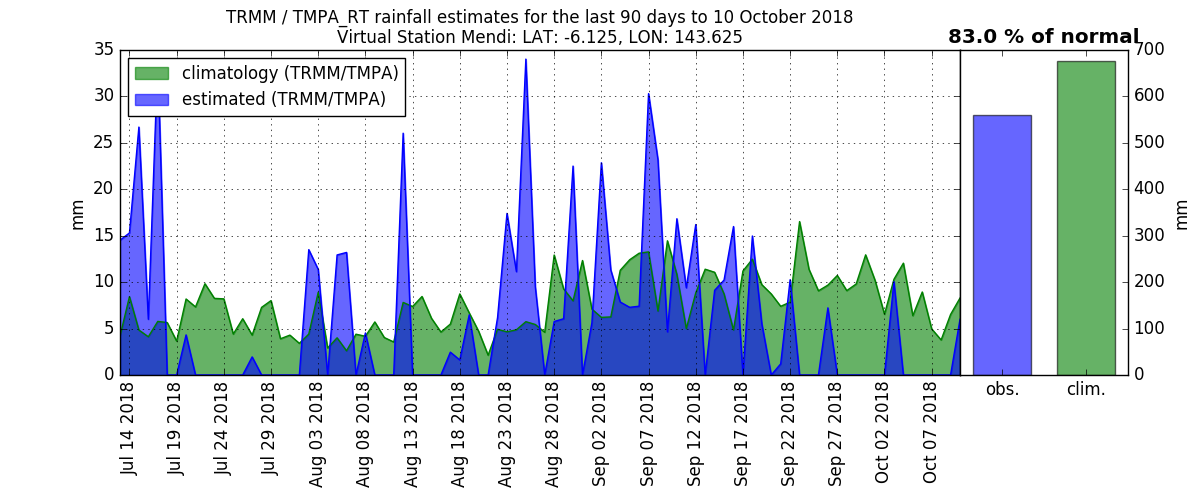 TRMM / TMPA_RT rainfall estimates for the last 90 days to 10 October 2018
Virtual Station Mendi: LAT: -6.125, LON: 143.625
83.0 % of normal
climatology (TRMM/TMPA)
estimated (TRMM/TMPA)
mm
35
30
25
20
15
10
5
0
Jul 14 2018
Jul 19 2018
Jul 24 2018
Jul 29 2018
Aug 03 2018
Aug 08 2018
Aug 13 2018
Aug 18 2018
Aug 23 2018
Aug 28 2018
Sep 02 2018
Sep 07 2018
Sep 12 2018
Sep 17 2018
Sep 22 2018
Sep 27 2018
Oct 02 2018
Oct 07 2018
obs.
clim.
700
600
500
400
300
200
100
0
mm